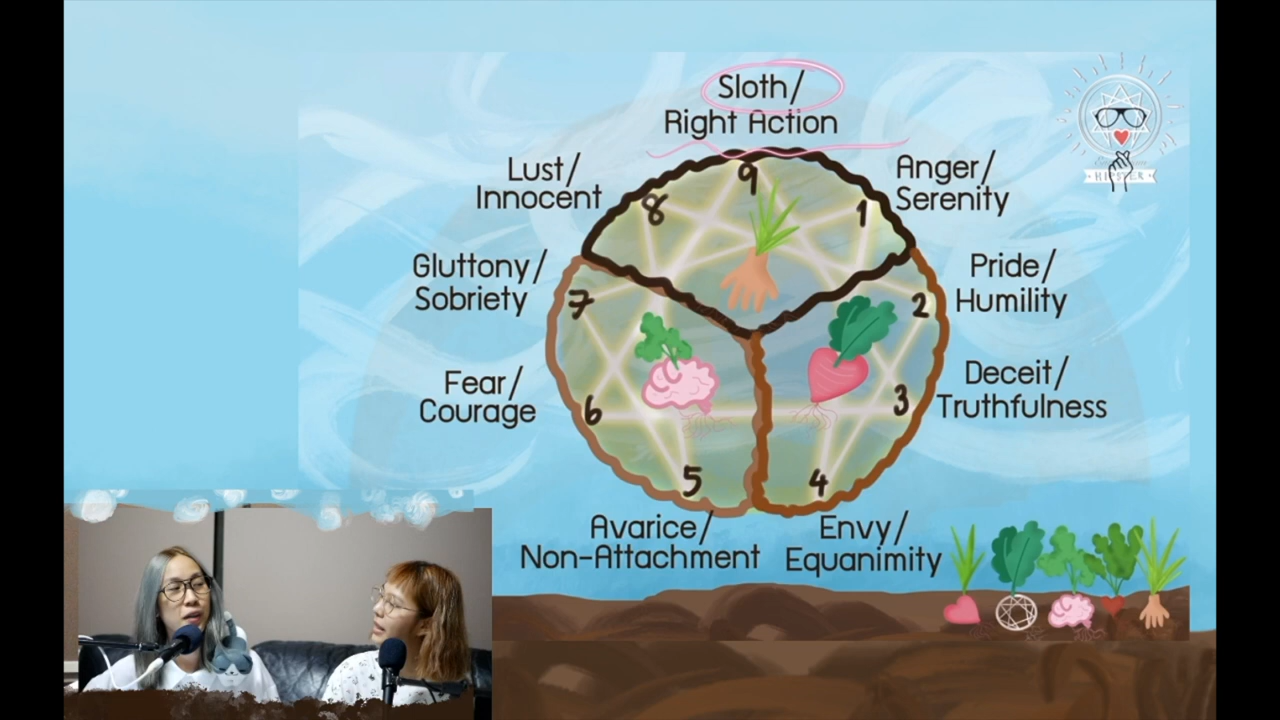 Sloth/
Right Action
Lust/
Innocent
9
Anger/
Serenity
8
1
Gluttony/
Sobriety
Pride/
Humility
7
2
Fear/
Courage
Deceit/
Truthfulness
6
3
5
4
Avarice/
Non-Attachment
Envy/
Equanimity
HIPSTER